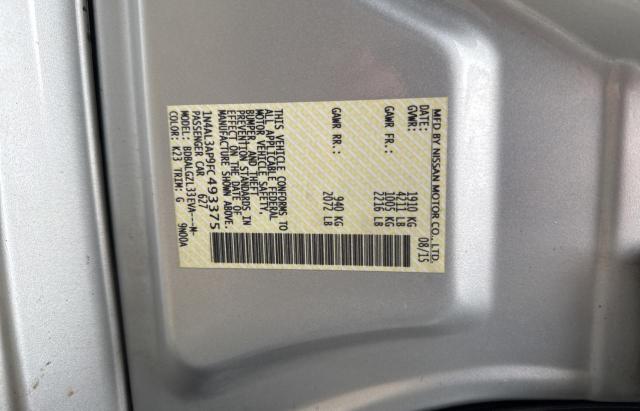 MFD BY NISSAN MOTOR CO., LTD.
DATE: 08/15
GVWR: 1910 KG
4211 LB
GAWR FR.: 1005 KG
2216 LB
GAWR RR.: 940 KG
2072 LB
THIS VEHICLE CONFORMS TO
ALL APPLICABLE FEDERAL
MOTOR VEHICLE SAFETY,
BUMPER, AND THEFT
PREVENTION STANDARDS IN
EFFECT ON THE DATE OF
MANUFACTURE SHOWN ABOVE.
1N4AL3AP9FC493375
PASSENGER CAR 627
MODEL: BDBALGZL33EVA---N-
COLOR: K23 TRIM: G 9N00A